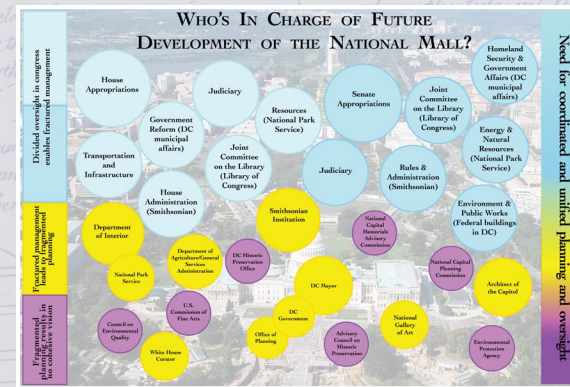 WHO'S IN CHARGE OF FUTURE
DEVELOPMENT OF THE NATIONAL MALL?
Divided oversight in congress
enables fractured management
Fractured management
leads to fragmented
planning
Fragmented
planning results in
no cohesive vision
House
Appropriations
Judiciary
Government
Reform (DC
municipal
affairs)
Resources
(National Park
Service)
Transportation
and
Infrastructure
Joint
Committee
on the Library
(Library of
Congress)
House
Administration
(Smithsonian)
Senate
Appropriations
Joint
Committee
on the Library
(Library of
Congress)
Homeland
Security &
Government
Affairs (DC
municipal
affairs)
Judiciary
Rules &
Administration
(Smithsonian)
Energy &
Natural
Resources
(National Park
Service)
Environment &
Public Works
(Federal buildings
in DC)
Department
of Interior
National Park
Service
Department of
Agriculture/General
Services
Administration
DC Historic
Preservation
Office
Smithsonian
Institution
National
Capital
Memorials
Advisory
Commission
National Capital
Planning
Commission
Architect of
the Capitol
DC Mayor
DC
Government
Office of
Planning
U.S.
Commission
of Fine Arts
Council on
Environmental
Quality
White House
Curator
Advisory
Council on
Historic
Preservation
National
Gallery
of Art
Environmental
Protection
Agency
Need for coordinated and unified planning and oversight